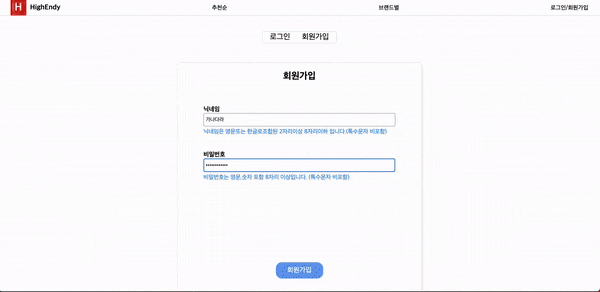 H HighEndy 추천순 브랜드별 로그인/회원가입
로그인 회원가입
회원가입
닉네임
가나다라
닉네임은 영문또는 한글로조합된 2자리이상 8자리이하 입니다.(특수문자 비포함)
비밀번호
••••••••••••
비밀번호는 영문,숫자 포함 8자리 이상입니다. (특수문자 비포함)
회원가입